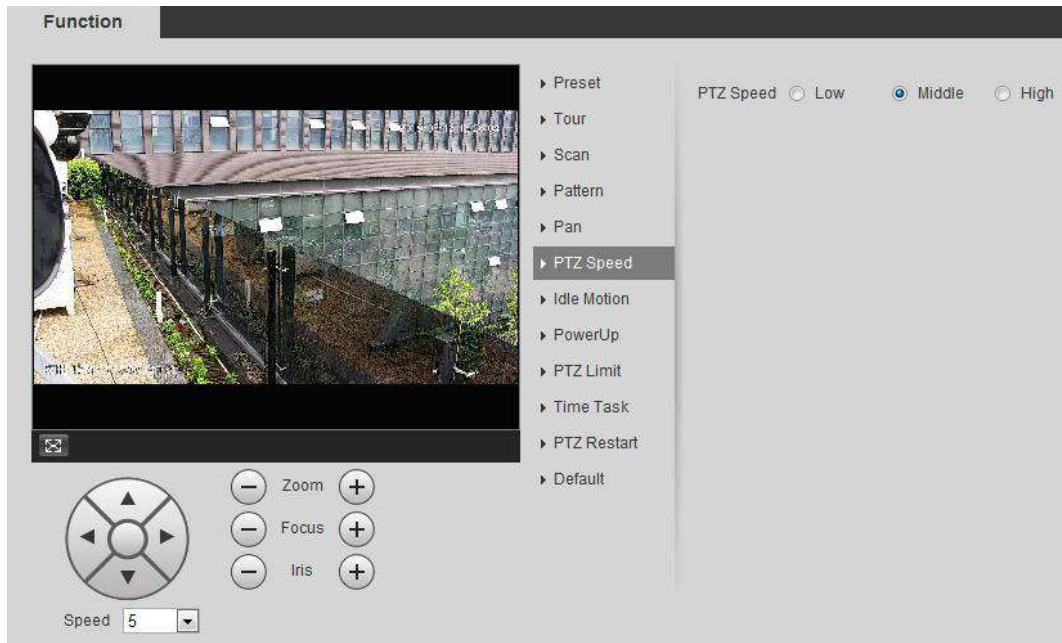 Function
Preset
PTZ Speed Low Middle High
Tour
Scan
Pattern
Pan
PTZ Speed
Idle Motion
PowerUp
PTZ Limit
Time Task
PTZ Restart
Default
Zoom
Focus
Iris
Speed 5